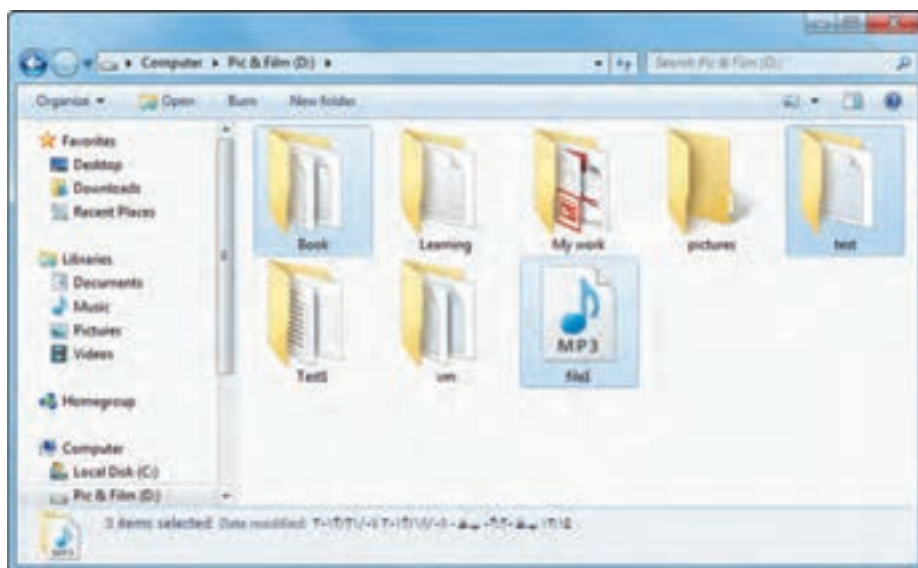 Computer ▸ Pic & Film (D:) ▸
Search Pic & Film (D:)
Organize Open Burn New folder
Favorites
Desktop
Downloads
Recent Places
Libraries
Documents
Music
Pictures
Videos
Homegroup
Computer
Local Disk (C:)
Pic & Film (D:)
Book Learning My work pictures test
vm MP3 file1
3 items selected Date modified: